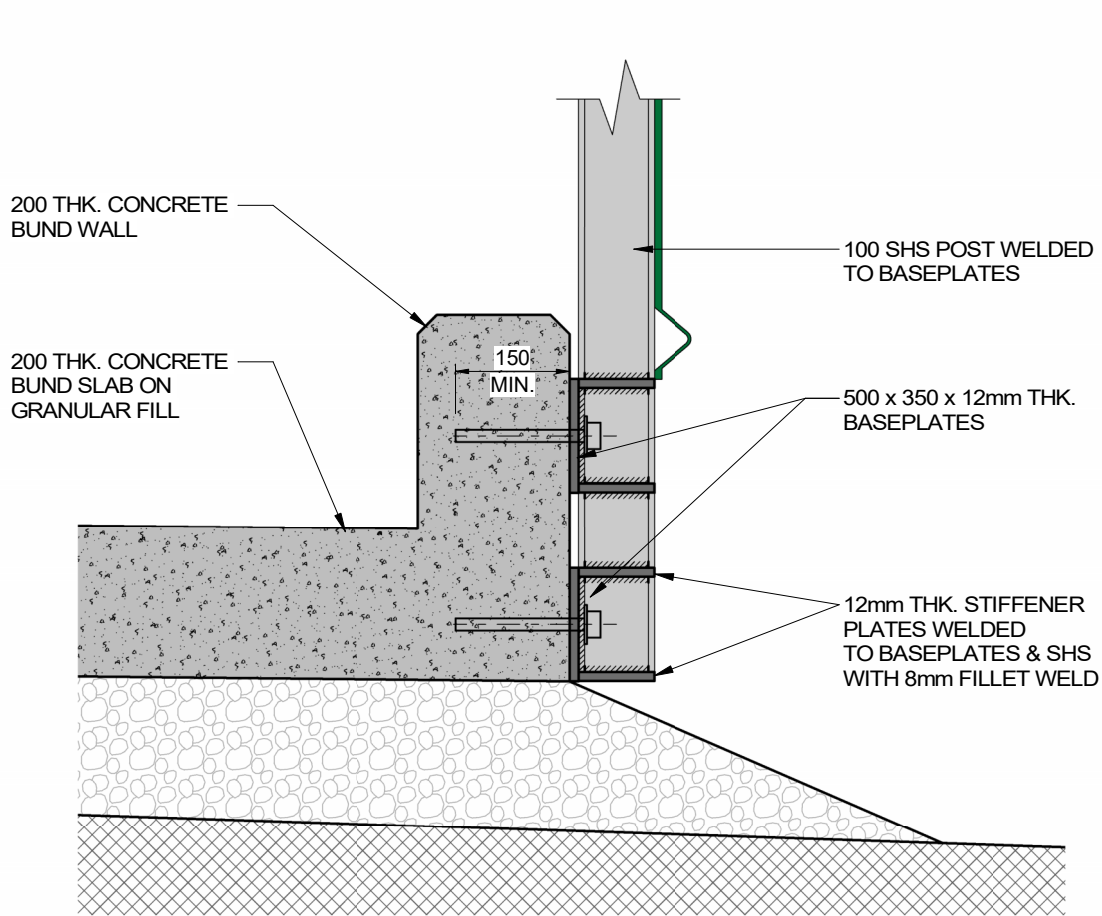 200 THK. CONCRETE
BUND WALL
100 SHS POST WELDED
TO BASEPLATES
200 THK. CONCRETE
BUND SLAB ON
GRANULAR FILL
150
MIN.
500 x 350 x 12mm THK.
BASEPLATES
12mm THK. STIFFENER
PLATES WELDED
TO BASEPLATES & SHS
WITH 8mm FILLET WELD